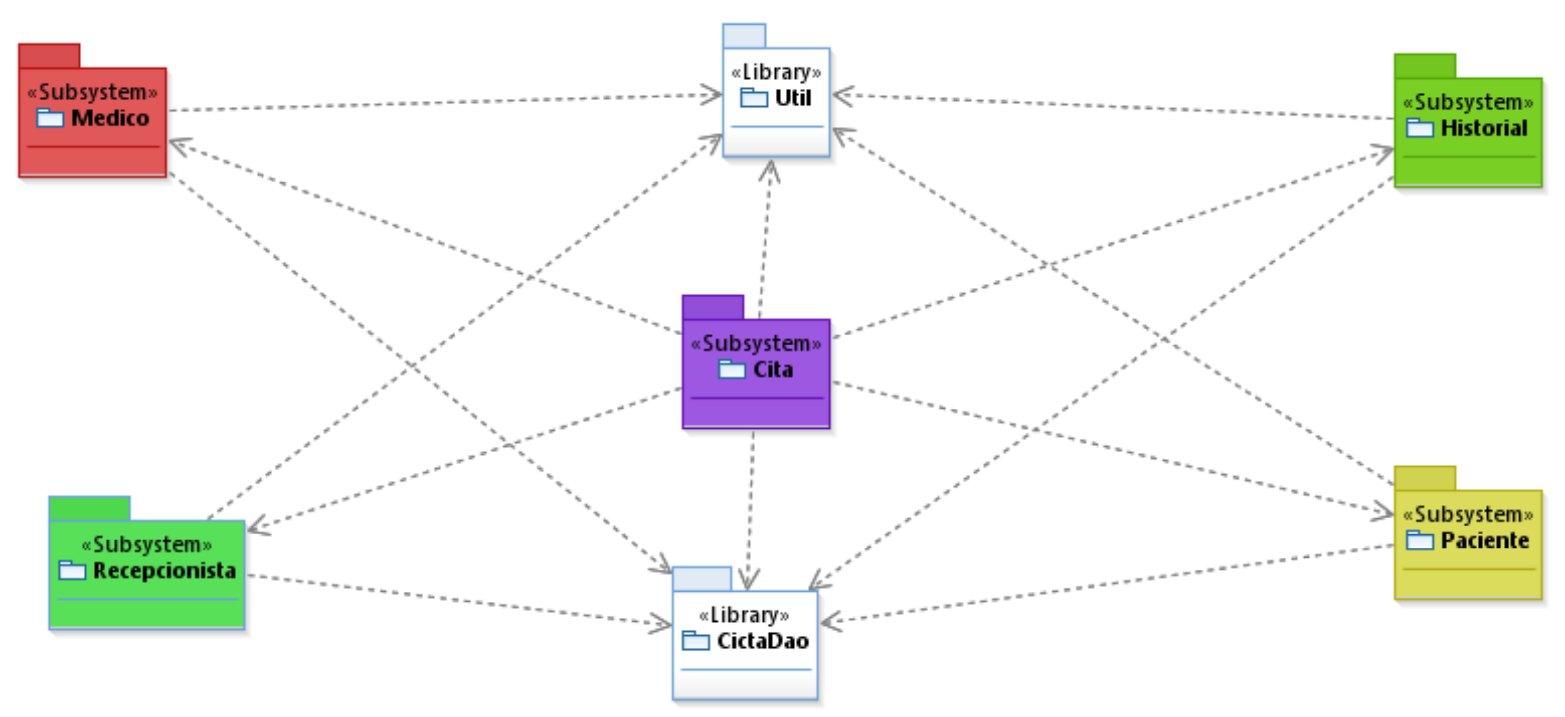 «Library»
Util
«Subsystem»
Medico
«Subsystem»
Historial
«Subsystem»
Cita
«Subsystem»
Paciente
«Subsystem»
Recepcionista
«Library»
CictaDao